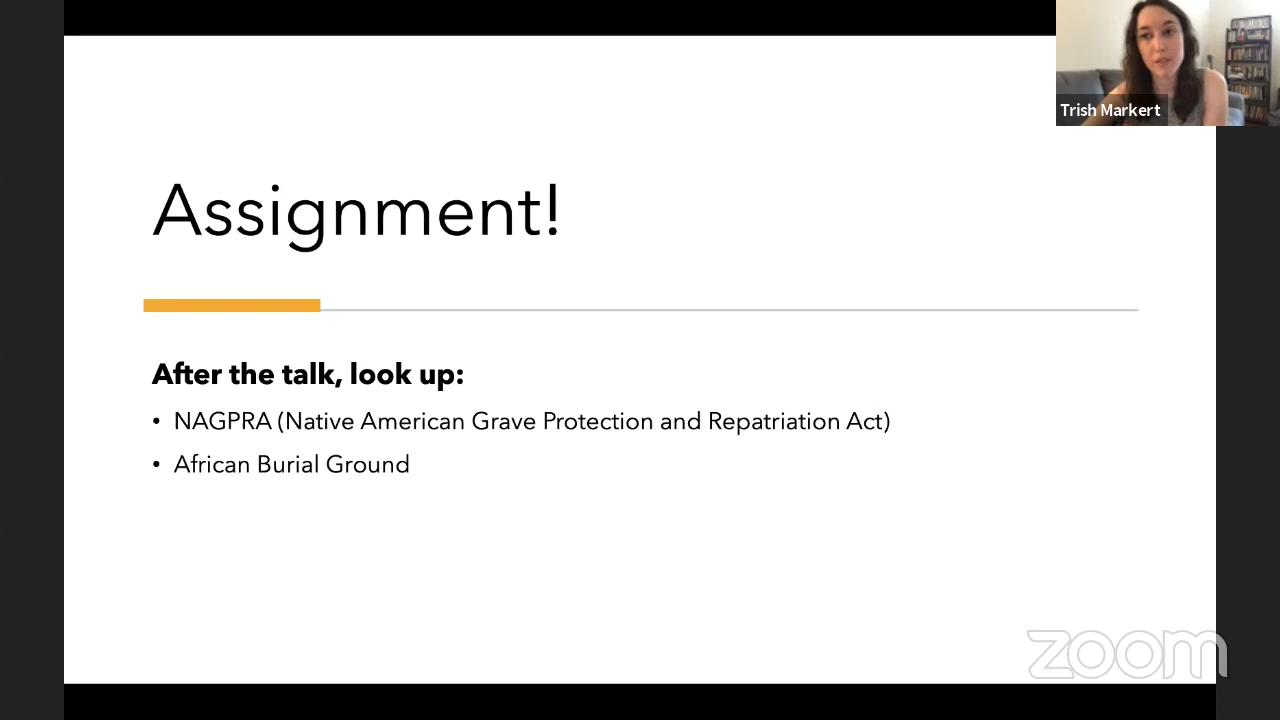 Trish Markert
Assignment!
After the talk, look up:
• NAGPRA (Native American Grave Protection and Repatriation Act)
• African Burial Ground
zoom